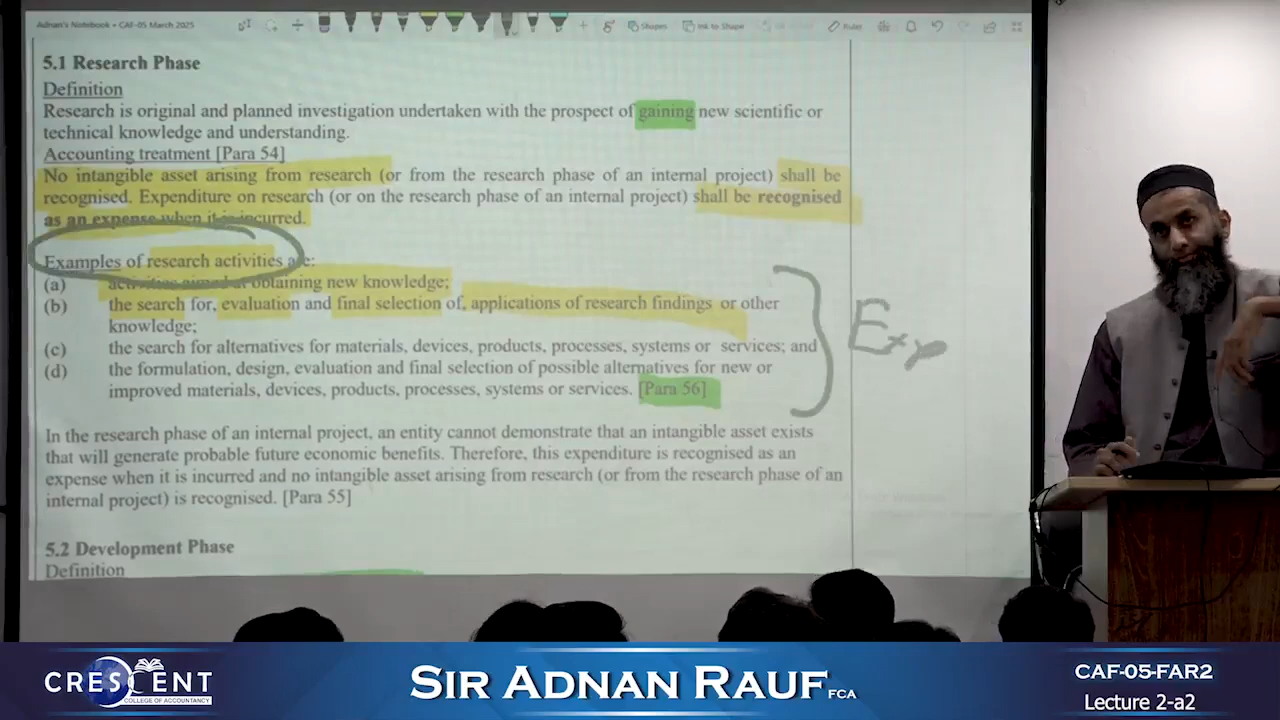 Adnan's Notebook • CAF-05 March 2025
Shapes
Ink to Shape
Ruler
5.1 Research Phase
Definition
Research is original and planned investigation undertaken with the prospect of gaining new scientific or
technical knowledge and understanding.
Accounting treatment [Para 54]
No intangible asset arising from research (or from the research phase of an internal project) shall be
recognised. Expenditure on research (or on the research phase of an internal project) shall be recognised
as an expense when it is incurred.
Examples of research activities are:
(a) activities aimed at obtaining new knowledge;
(b) the search for, evaluation and final selection of, applications of research findings or other
knowledge;
(c) the search for alternatives for materials, devices, products, processes, systems or services; and
(d) the formulation, design, evaluation and final selection of possible alternatives for new or
improved materials, devices, products, processes, systems or services. [Para 56]
Exp
In the research phase of an internal project, an entity cannot demonstrate that an intangible asset exists
that will generate probable future economic benefits. Therefore, this expenditure is recognised as an
expense when it is incurred and no intangible asset arising from research (or from the research phase of an
internal project) is recognised. [Para 55]
5.2 Development Phase
Definition
CRESCENT
COLLEGE OF ACCOUNTANCY
SIR ADNAN RAUF FCA
CAF-05-FAR2
Lecture 2-a2